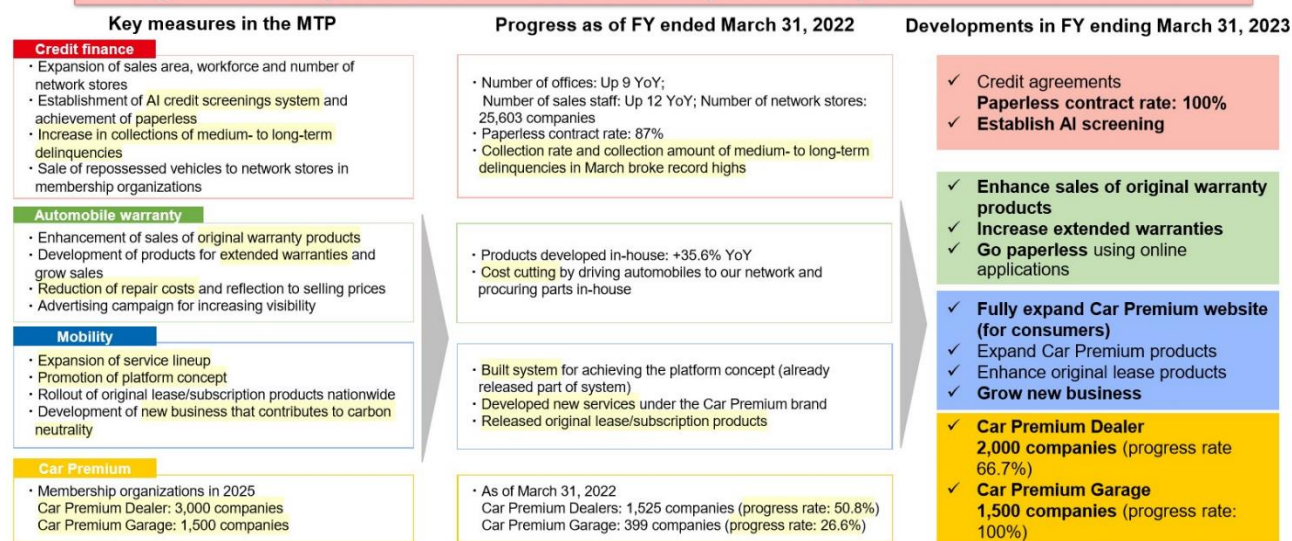 Key measures in the MTP
Progress as of FY ended March 31, 2022
Developments in FY ending March 31, 2023
Credit finance
・Expansion of sales area, workforce and number of
network stores
・Establishment of AI credit screenings system and
achievement of paperless
・Increase in collections of medium- to long-term
delinquencies
・Sale of repossessed vehicles to network stores in
membership organizations
・Number of offices: Up 9 YoY;
Number of sales staff: Up 12 YoY; Number of network stores:
25,603 companies
・Paperless contract rate: 87%
・Collection rate and collection amount of medium- to long-term
delinquencies in March broke record highs
✓ Credit agreements
Paperless contract rate: 100%
✓ Establish AI screening
Automobile warranty
・Enhancement of sales of original warranty products
・Development of products for extended warranties and
grow sales
・Reduction of repair costs and reflection to selling prices
・Advertising campaign for increasing visibility
・Products developed in-house: +35.6% YoY
・Cost cutting by driving automobiles to our network and
procuring parts in-house
✓ Enhance sales of original warranty
products
✓ Increase extended warranties
✓ Go paperless using online
applications
Mobility
・Expansion of service lineup
・Promotion of platform concept
・Rollout of original lease/subscription products nationwide
・Development of new business that contributes to carbon
neutrality
・Built system for achieving the platform concept (already
released part of system)
・Developed new services under the Car Premium brand
・Released original lease/subscription products
✓ Fully expand Car Premium website
(for consumers)
✓ Expand Car Premium products
✓ Enhance original lease products
✓ Grow new business
Car Premium
・Membership organizations in 2025
Car Premium Dealer: 3,000 companies
Car Premium Garage: 1,500 companies
・As of March 31, 2022
Car Premium Dealers: 1,525 companies (progress rate: 50.8%)
Car Premium Garage: 399 companies (progress rate: 26.6%)
✓ Car Premium Dealer
2,000 companies (progress rate
66.7%)
✓ Car Premium Garage
1,500 companies (progress rate:
100%)